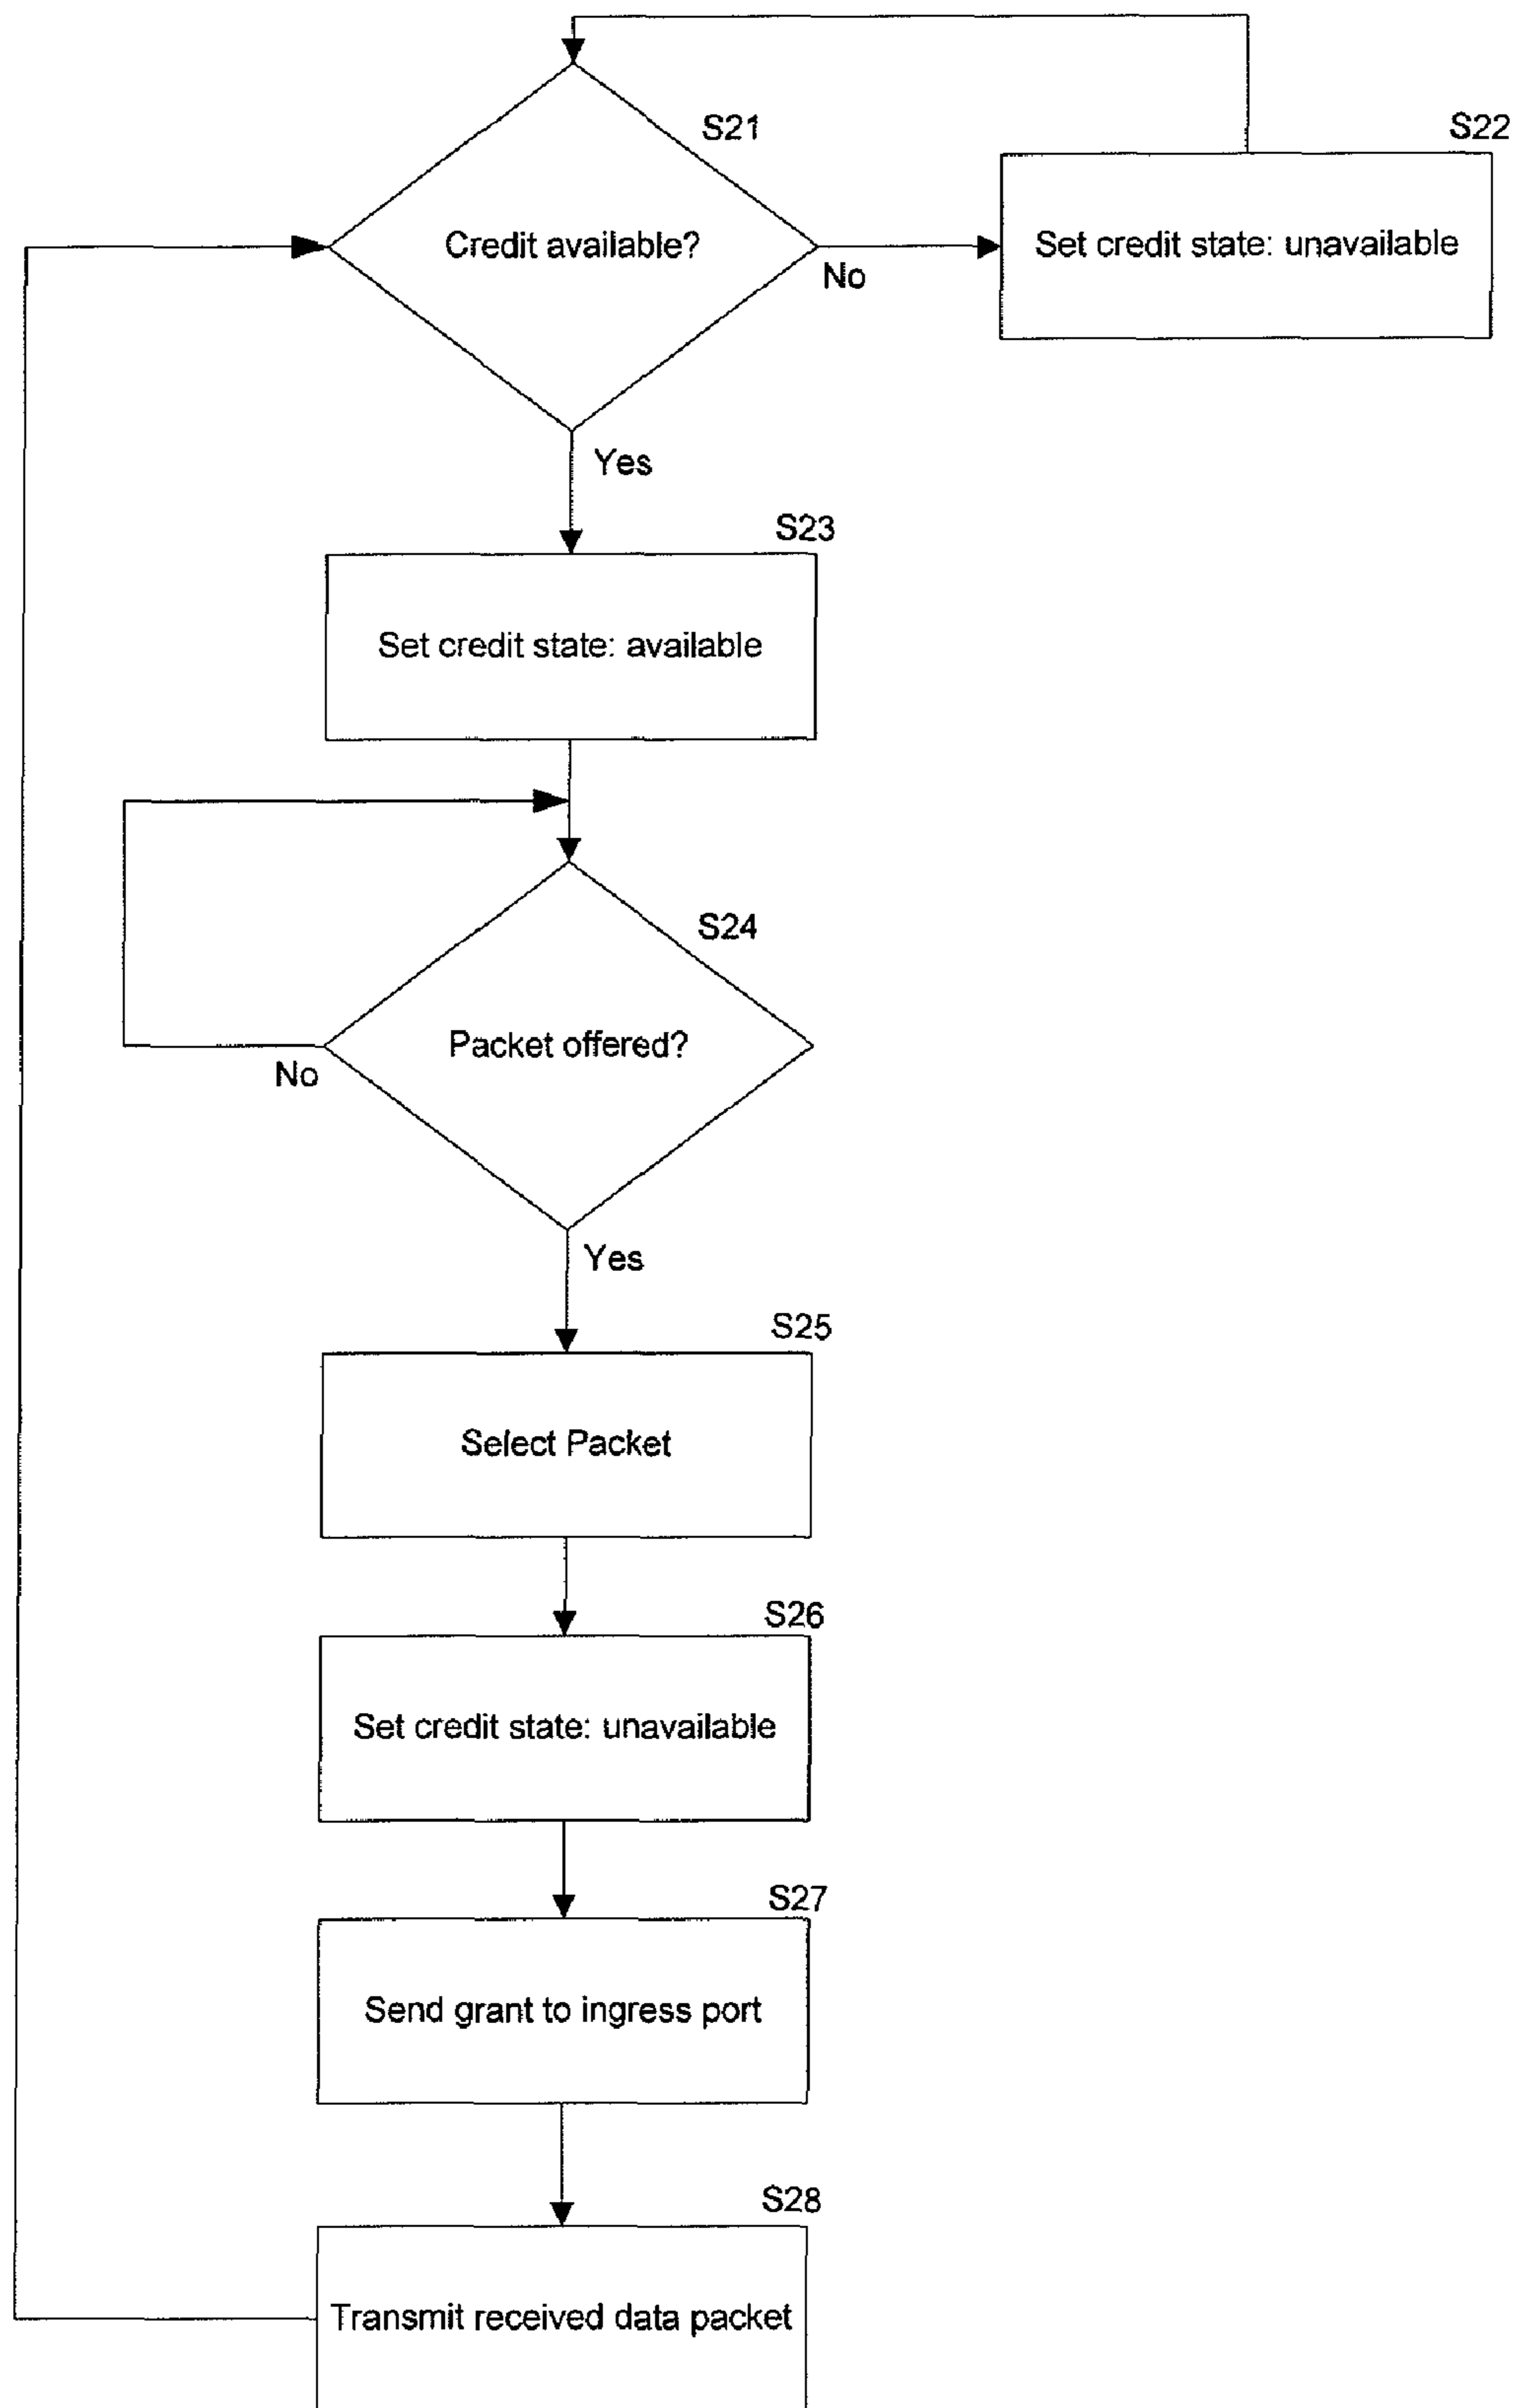 S21
S22
Credit available?
Set credit state: unavailable
No
Yes
S23
Set credit state: available
S24
Packet offered?
No
Yes
S25
Select Packet
S26
Set credit state: unavailable
S27
Send grant to ingress port
S28
Transmit received data packet